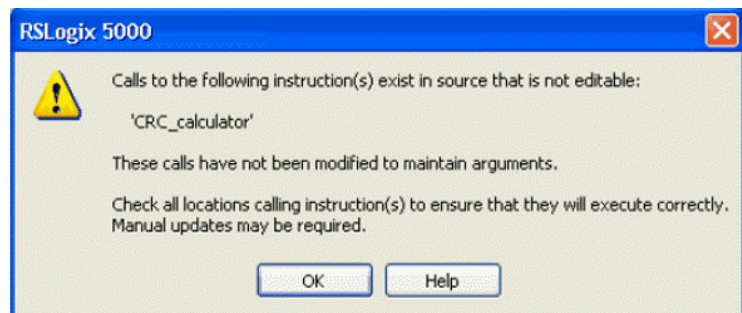 RSLogix 5000
Calls to the following instruction(s) exist in source that is not editable:
'CRC_calculator'
These calls have not been modified to maintain arguments.
Check all locations calling instruction(s) to ensure that they will execute correctly.
Manual updates may be required.
OK
Help